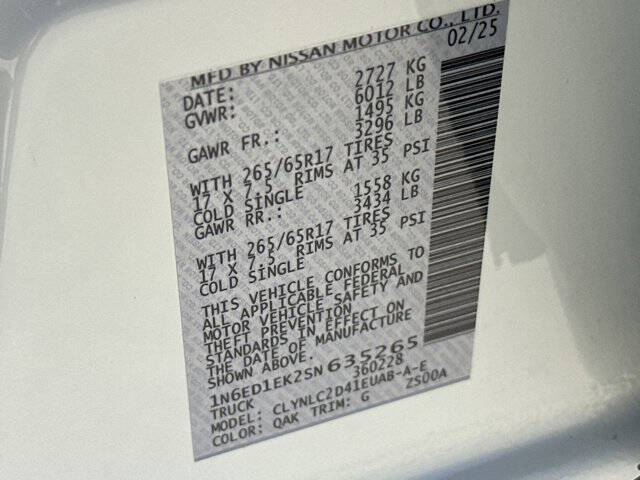 MFD BY NISSAN MOTOR CO., LTD.
DATE: 02/25
GVWR: 2727 KG
6012 LB
GAWR FR.: 1495 KG
3296 LB
WITH 265/65R17 TIRES
17 X 7.5 RIMS AT 35 PSI
COLD SINGLE
GAWR RR.: 1558 KG
3434 LB
WITH 265/65R17 TIRES
17 X 7.5 RIMS AT 35 PSI
COLD SINGLE
THIS VEHICLE CONFORMS TO
ALL APPLICABLE FEDERAL
MOTOR VEHICLE SAFETY AND
THEFT PREVENTION
STANDARDS IN EFFECT ON
THE DATE OF MANUFACTURE
SHOWN ABOVE.
1N6ED1EK2SN635265
TRUCK 360228
MODEL: CLYNLC2D41EUAB-A-E
COLOR: QAK TRIM: G ZS00A